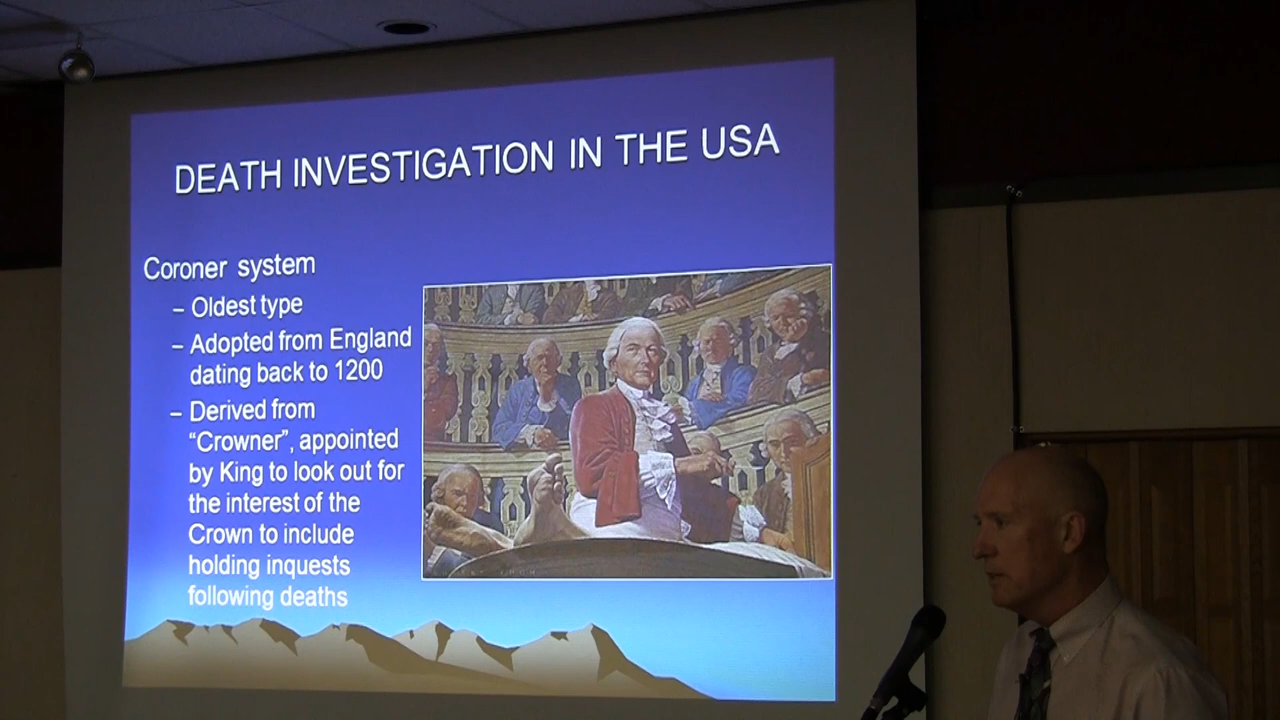 DEATH INVESTIGATION IN THE USA
Coroner system
– Oldest type
– Adopted from England
dating back to 1200
– Derived from
“Crowner”, appointed
by King to look out for
the interest of the
Crown to include
holding inquests
following deaths